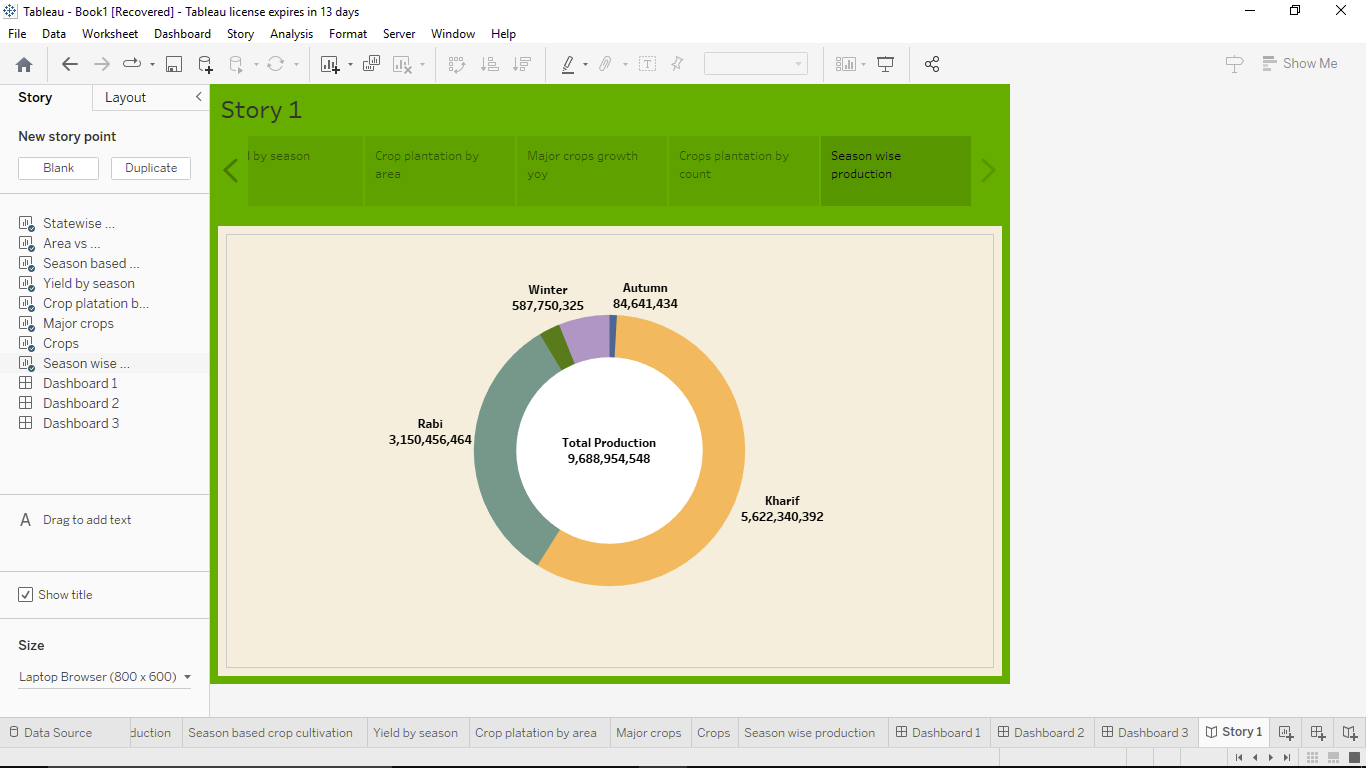 Tableau - Book1 [Recovered] - Tableau license expires in 13 days
File Data Worksheet Dashboard Story Analysis Format Server Window Help
Show Me
Story Layout
New story point
Blank Duplicate
Statewise ...
Area vs ...
Season based ...
Yield by season
Crop platation b...
Major crops
Crops
Season wise ...
Dashboard 1
Dashboard 2
Dashboard 3
A Drag to add text
Show title
Size
Laptop Browser (800 x 600)
Story 1
by season
Crop plantation by
area
Major crops growth
yoy
Crops plantation by
count
Season wise
production
Winter
587,750,325
Autumn
84,641,434
Rabi
3,150,456,464
Total Production
9,688,954,548
Kharif
5,622,340,392
Data Source duction Season based crop cultivation Yield by season Crop platation by area Major crops Crops Season wise production Dashboard 1 Dashboard 2 Dashboard 3 Story 1